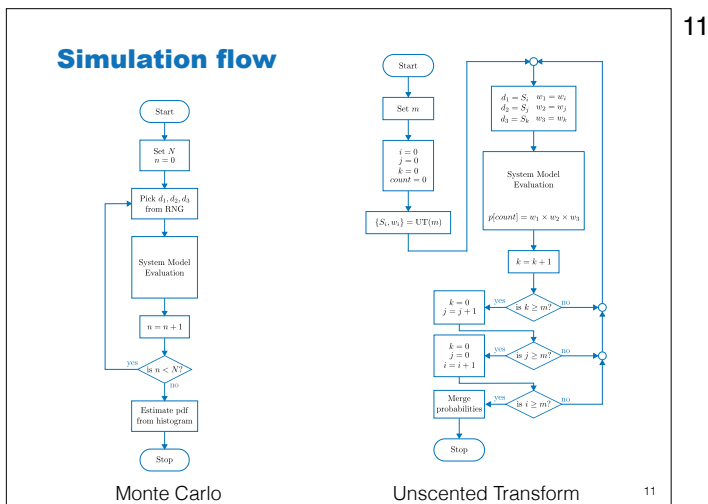 11
Simulation flow
Start
Set N
n = 0
Pick d₁, d₂, d₃
from RNG
System Model
Evaluation
n = n + 1
is n < N?
yes
no
Estimate pdf
from histogram
Stop
Monte Carlo
Start
Set m
i = 0
j = 0
k = 0
count = 0
{Sᵢ, wᵢ} = UT(m)
d₁ = Sᵢ w₁ = wᵢ
d₂ = Sⱼ w₂ = wⱼ
d₃ = Sₖ w₃ = wₖ
System Model
Evaluation
p[count] = w₁ × w₂ × w₃
k = k + 1
is k ≥ m?
yes
no
k = 0
j = j + 1
is j ≥ m?
yes
no
k = 0
j = 0
i = i + 1
is i ≥ m?
yes
no
Merge
probabilities
Stop
Unscented Transform
11